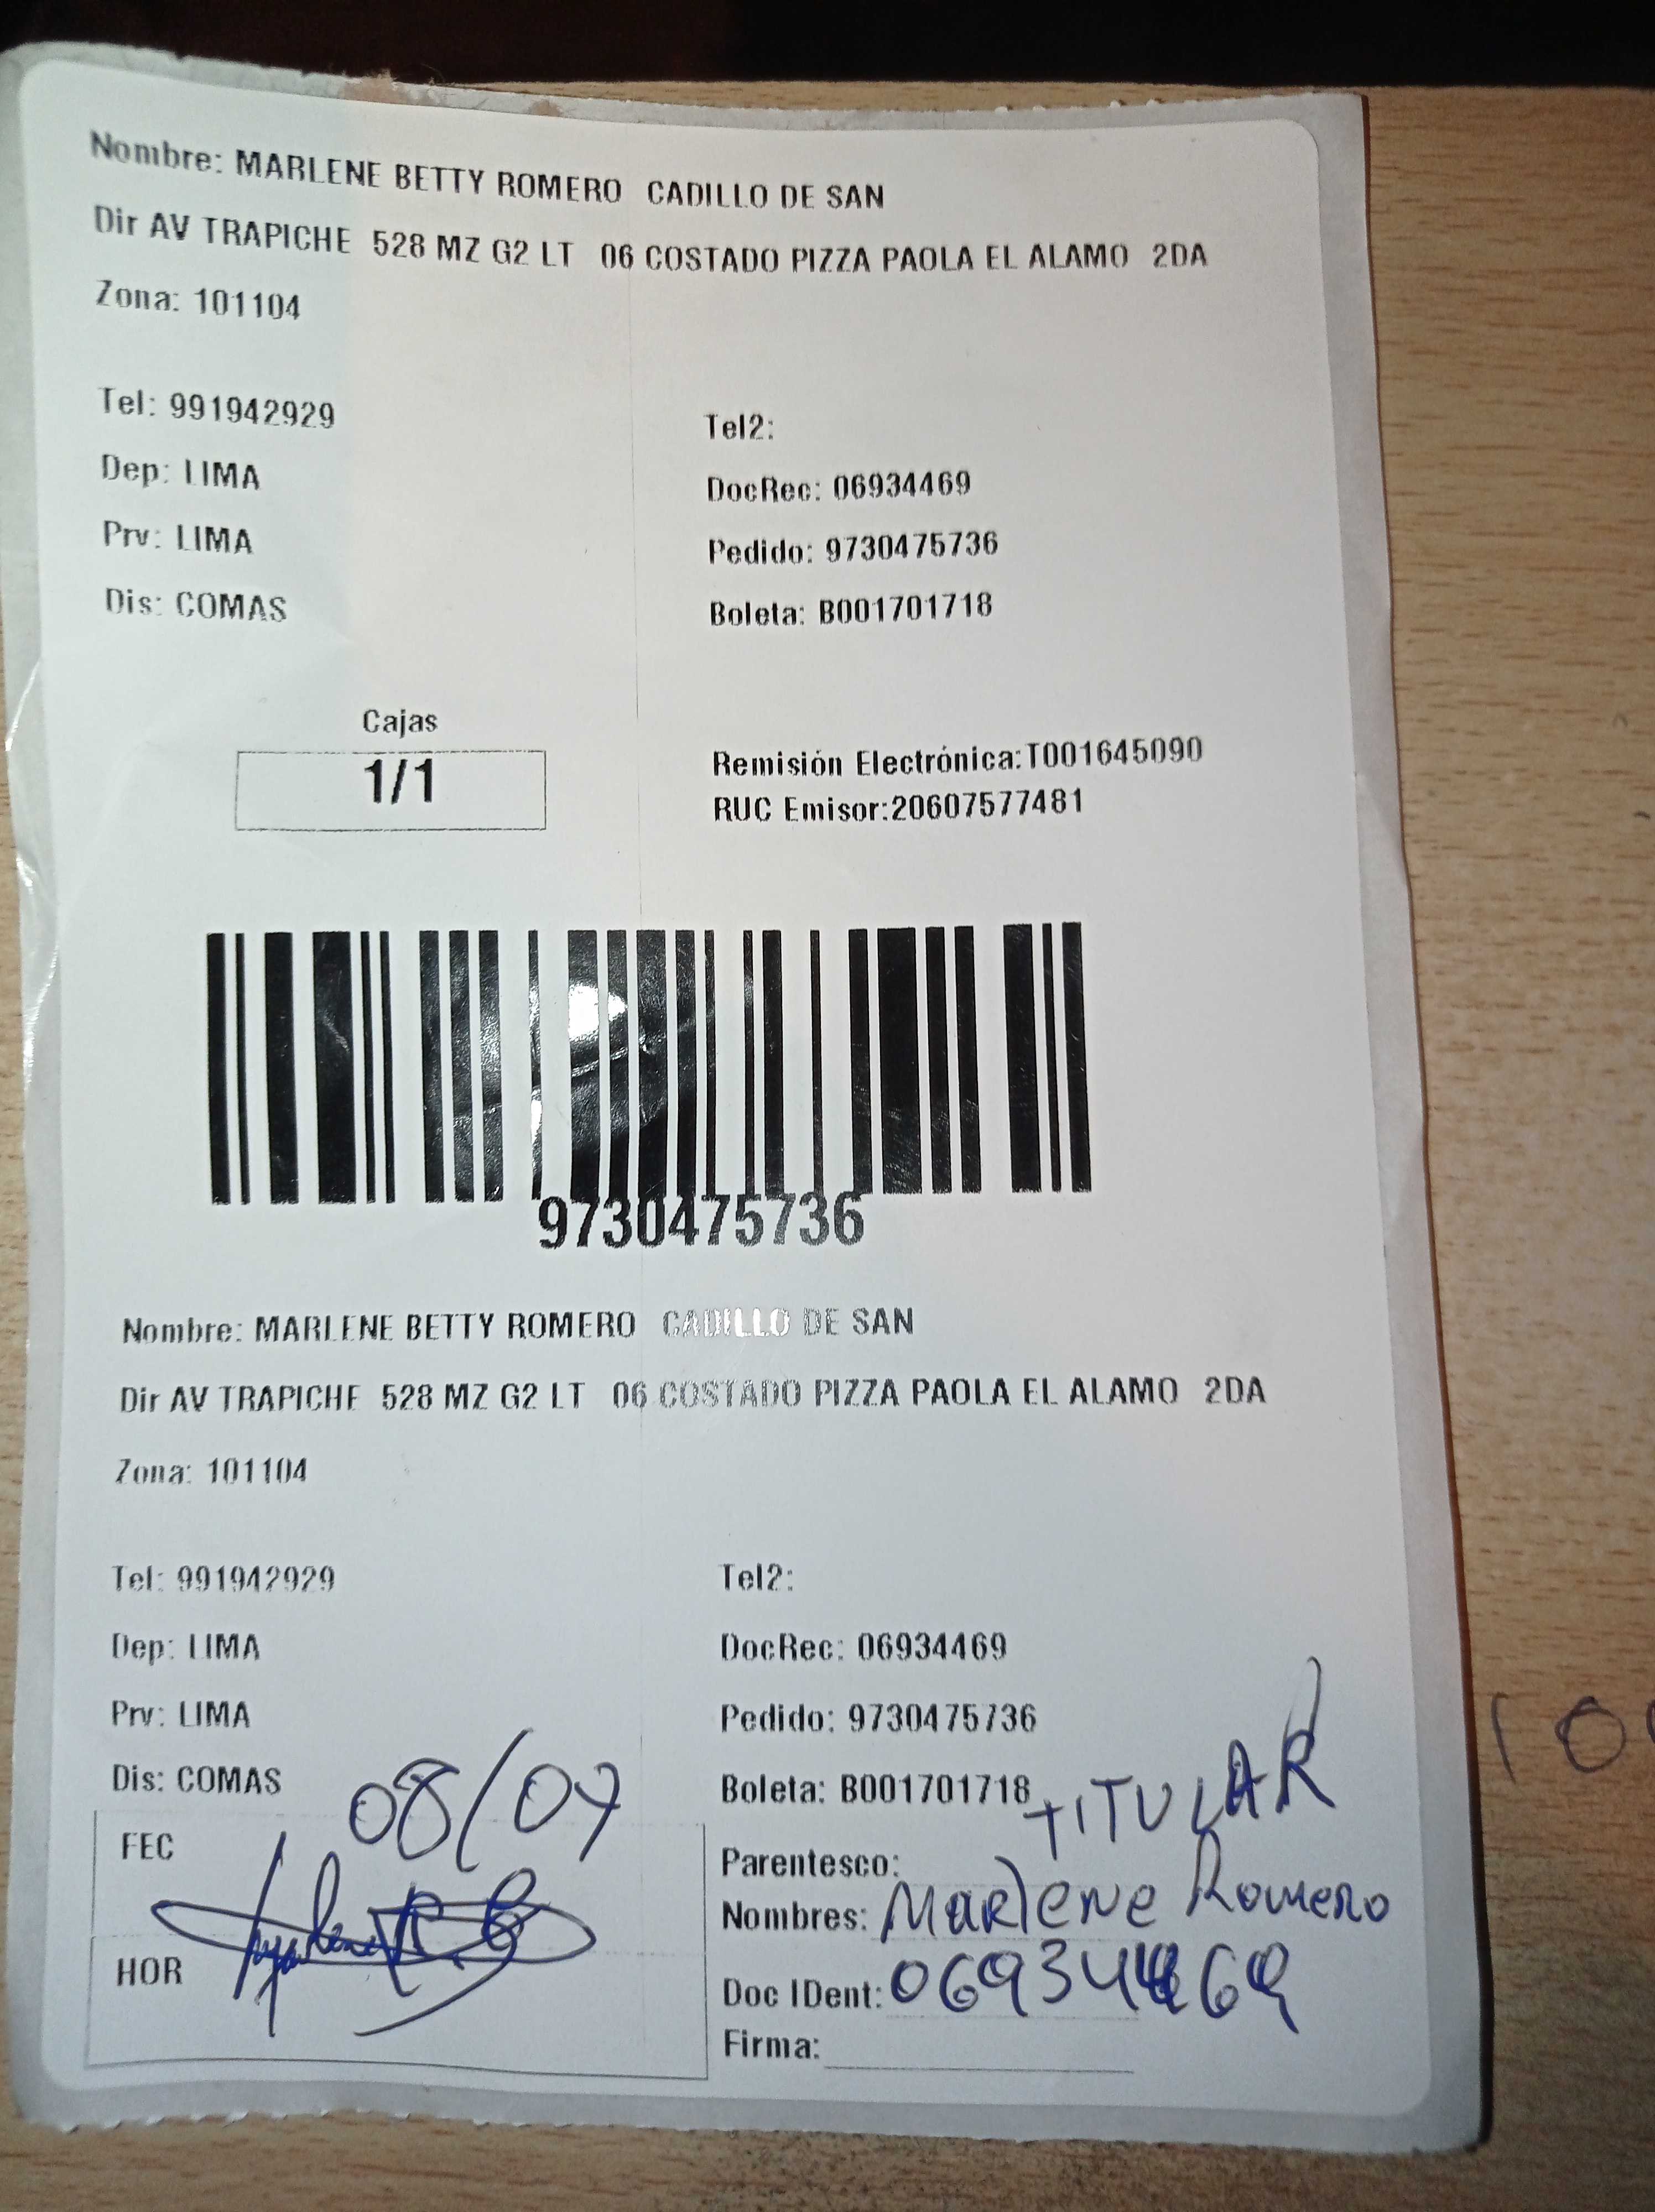 Nombre: MARLENE BETTY ROMERO CADILLO DE SAN
Dir AV TRAPICHE 528 MZ G2 LT 06 COSTADO PIZZA PAOLA EL ALAMO 2DA
Zona: 101104
Tel: 991942929
Tel2:
Dep: LIMA
DocRec: 06934469
Prv: LIMA
Pedido: 9730475736
Dis: COMAS
Boleta: B001701718
Cajas
1/1
Remisión Electrónica:T001645090
RUC Emisor:20607577481
9730475736
Nombre: MARLENE BETTY ROMERO CADILLO DE SAN
Dir AV TRAPICHE 528 MZ G2 LT 06 COSTADO PIZZA PAOLA EL ALAMO 2DA
Zona: 101104
Tel: 991942929
Tel2:
Dep: LIMA
DocRec: 06934469
Prv: LIMA
Pedido: 9730475736
Dis: COMAS
Boleta: B001701718
FEC 08/07
Parentesco: TITULAR
Nombres: Marlene Romero
HOR
Doc IDent: 06934469
Firma: